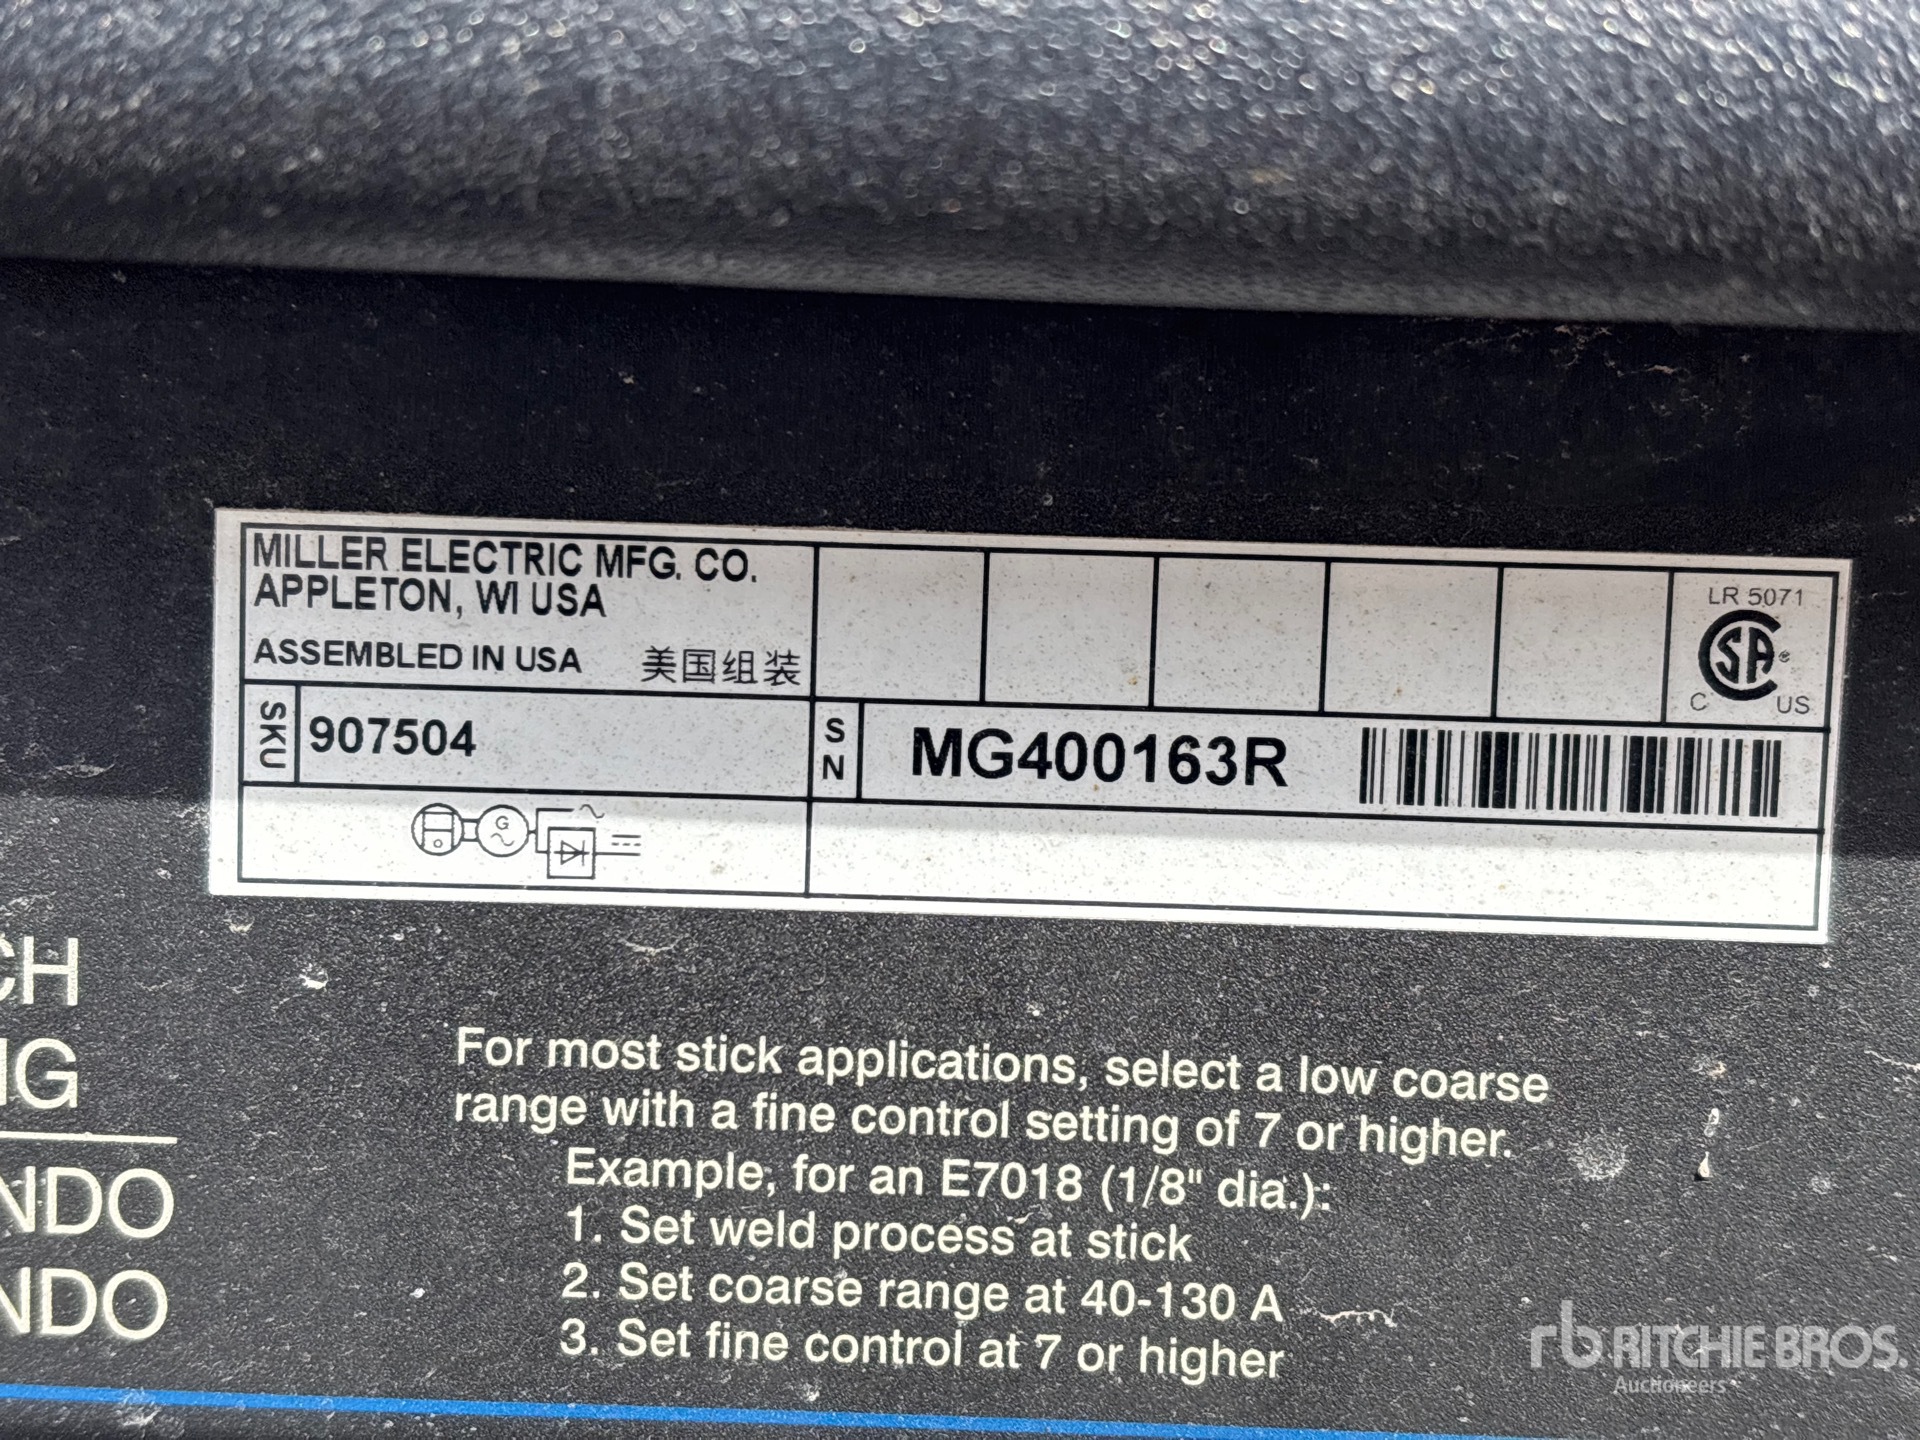 MILLER ELECTRIC MFG. CO.
APPLETON, WI USA
ASSEMBLED IN USA 美国组装
LR 5071
CSA®
C US
SKU 907504
SN MG400163R
G
CH
NG
NDO
NDO
For most stick applications, select a low coarse
range with a fine control setting of 7 or higher.
Example, for an E7018 (1/8" dia.):
1. Set weld process at stick
2. Set coarse range at 40-130 A
3. Set fine control at 7 or higher
rb RITCHIE BROS.
Auctioneers